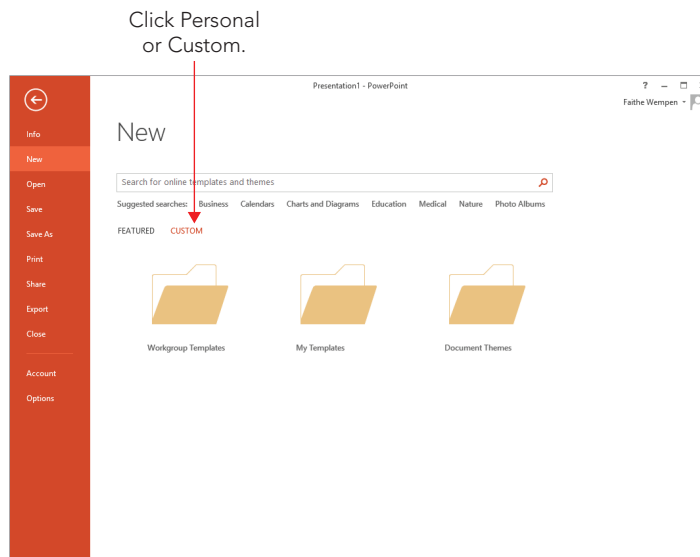 Click Personal
or Custom.
Presentation1 - PowerPoint
?
Faithe Wempen
New
Info
New
Open
Save
Save As
Print
Share
Export
Close
Account
Options
Search for online templates and themes
Suggested searches: Business Calendars Charts and Diagrams Education Medical Nature Photo Albums
FEATURED CUSTOM
Workgroup Templates My Templates Document Themes